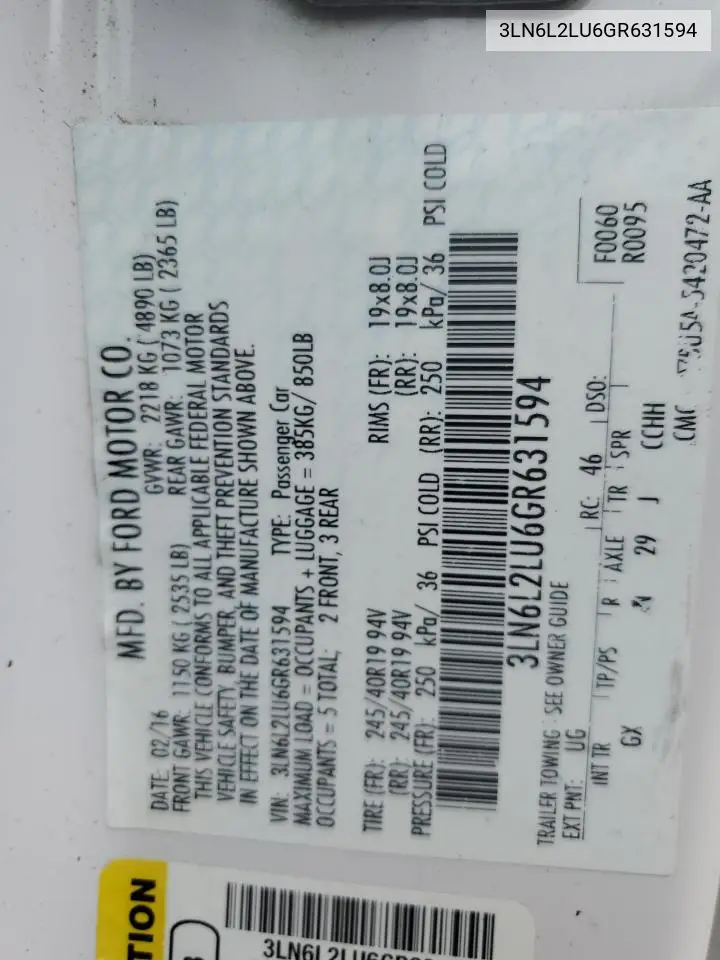 3LN6L2LU6GR631594
MFD. BY FORD MOTOR CO.
DATE: 02/16 GVWR: 2218 KG ( 4890 LB)
FRONT GAWR: 1150 KG ( 2535 LB) REAR GAWR: 1073 KG ( 2365 LB)
THIS VEHICLE CONFORMS TO ALL APPLICABLE FEDERAL MOTOR
VEHICLE SAFETY, BUMPER, AND THEFT PREVENTION STANDARDS
IN EFFECT ON THE DATE OF MANUFACTURE SHOWN ABOVE.
VIN: 3LN6L2LU6GR631594 TYPE: Passenger Car
MAXIMUM LOAD = OCCUPANTS + LUGGAGE = 385KG/ 850LB
OCCUPANTS = 5 TOTAL; 2 FRONT, 3 REAR
TIRE (FR): 245/40R19 94V RIMS (FR): 19x8.0J
(RR): 245/40R19 94V (RR): 19x8.0J
PRESSURE (FR): 250 kPa/ 36 PSI COLD (RR): 250 kPa/ 36 PSI COLD
3LN6L2LU6GR631594
TRAILER TOWING: SEE OWNER GUIDE
EXT PNT: UG RC: 46 DSO: F0060
R0095
INT TR TP/PS R AXLE TR SPR
GX 29 J CCHH
CMC 5420472-AA
TION